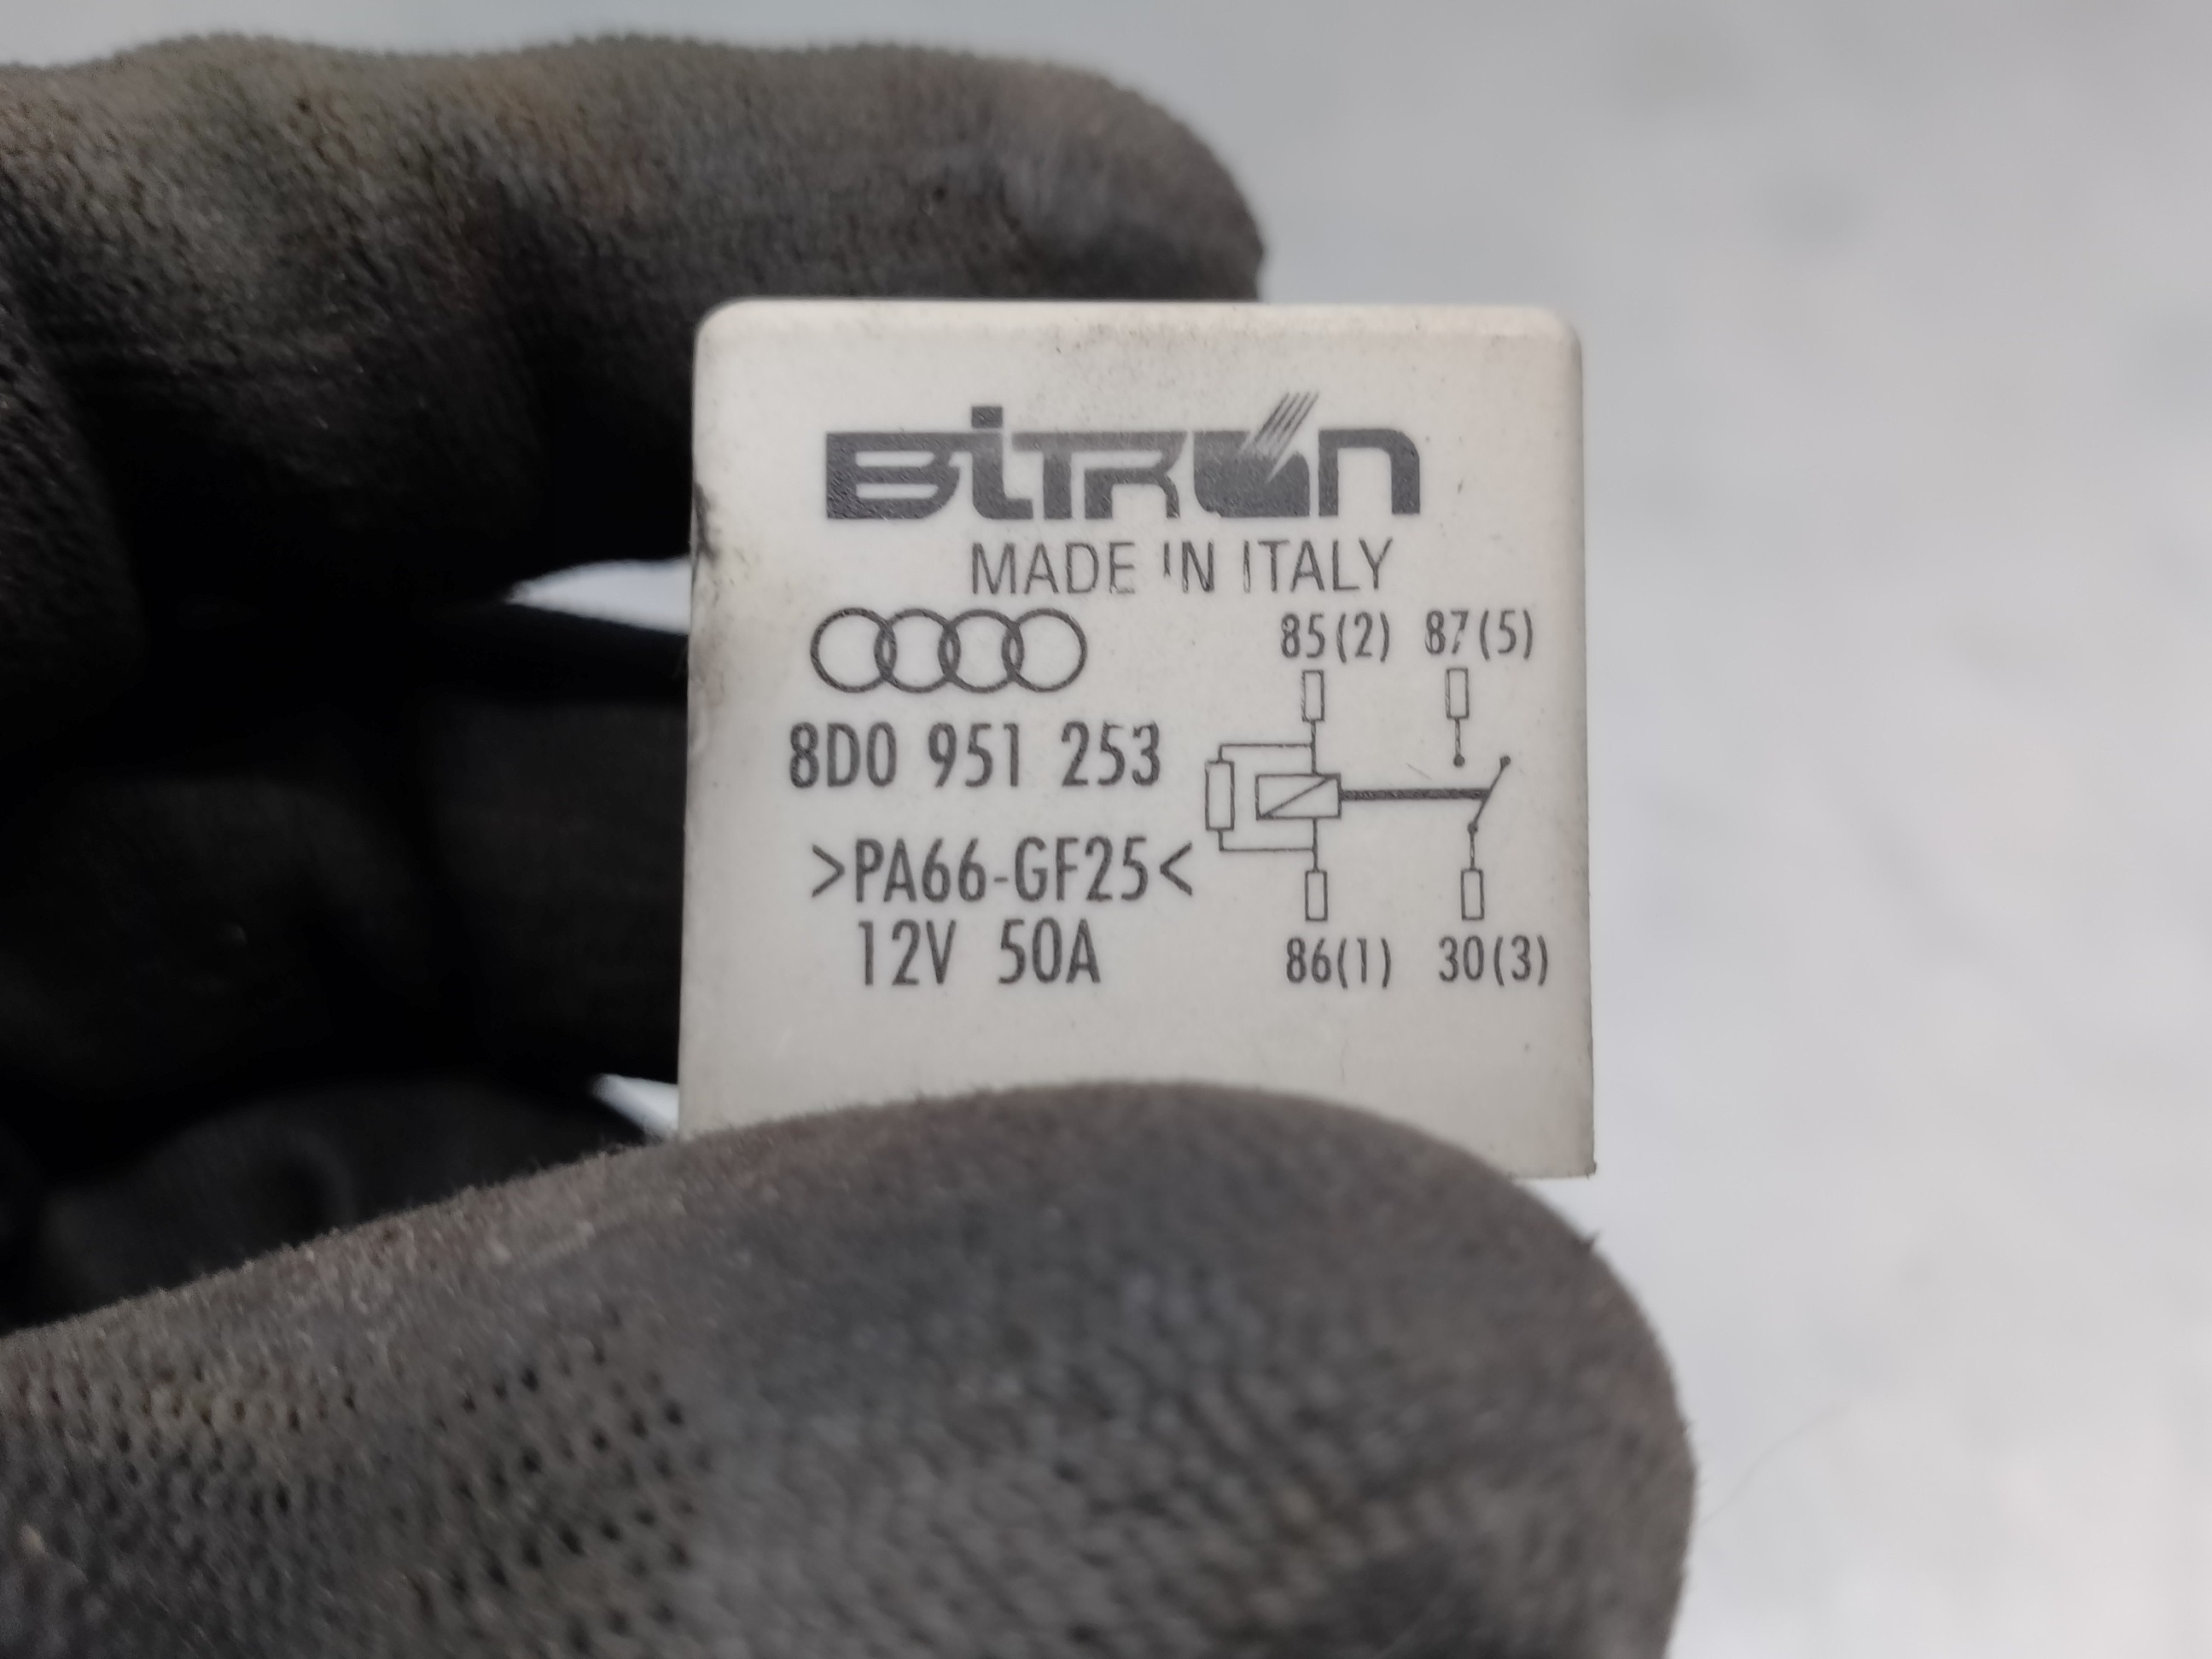 BiTRON
MADE IN ITALY
85(2) 87(5)
8D0 951 253
>PA66-GF25<
12V 50A
86(1) 30(3)